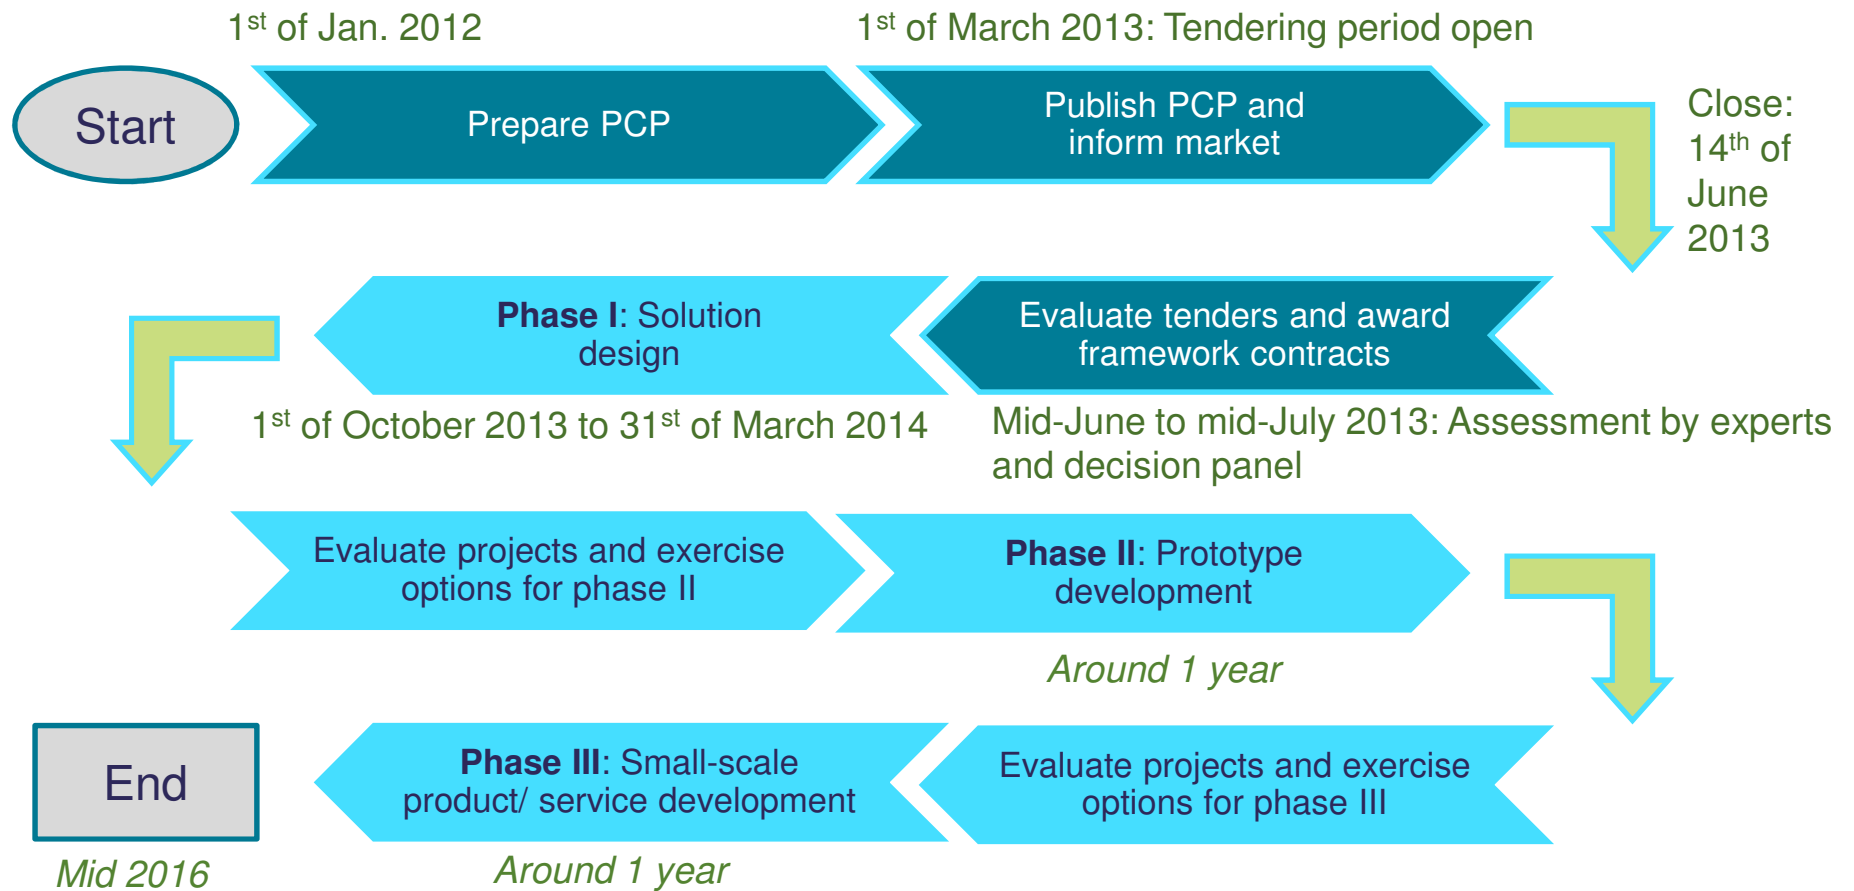 1st of Jan. 2012
1st of March 2013: Tendering period open
Start
Prepare PCP
Publish PCP and
inform market
Close:
14th of
June
2013
Phase I: Solution
design
Evaluate tenders and award
framework contracts
1st of October 2013 to 31st of March 2014
Mid-June to mid-July 2013: Assessment by experts
and decision panel
Evaluate projects and exercise
options for phase II
Phase II: Prototype
development
Around 1 year
End
Phase III: Small-scale
product/ service development
Evaluate projects and exercise
options for phase III
Mid 2016
Around 1 year